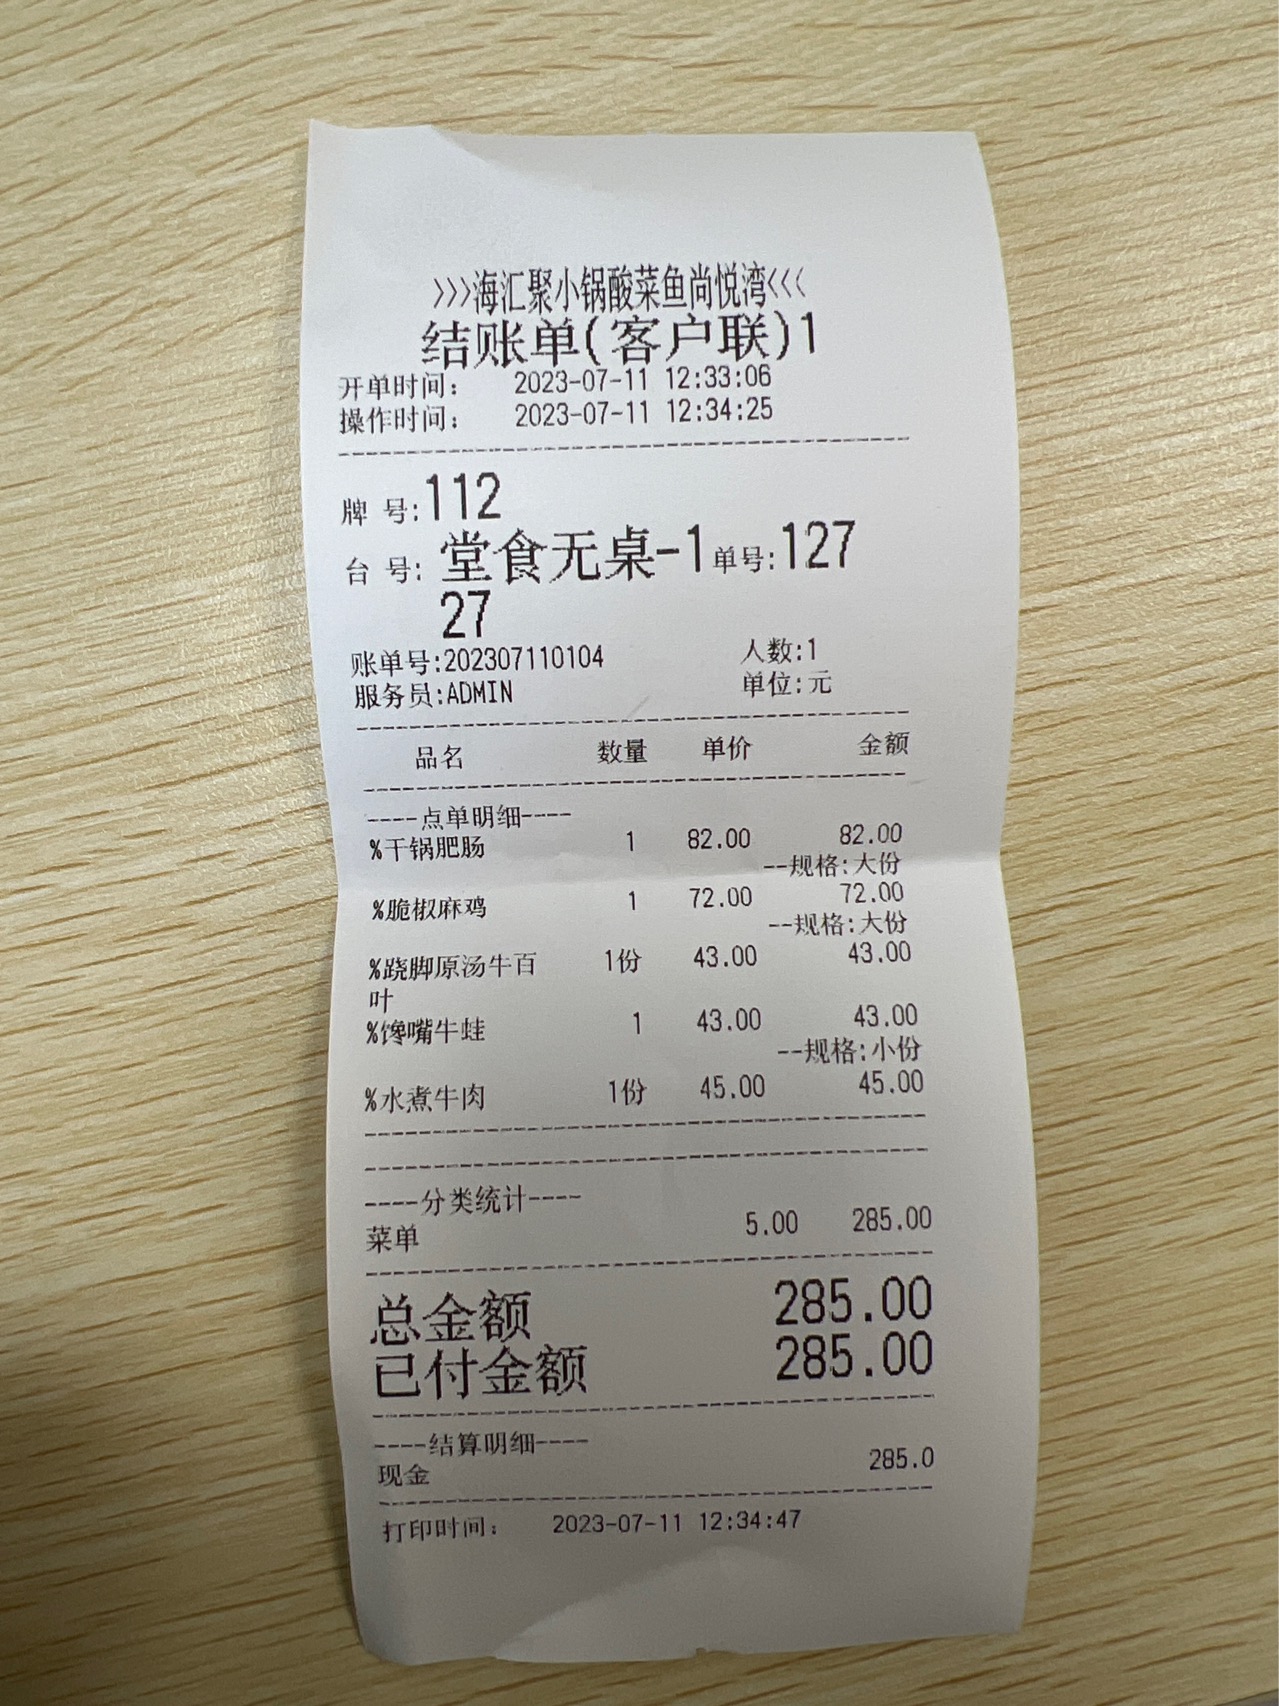 >>>海汇聚小锅酸菜鱼尚悦湾<<<
结账单(客户联)1
开单时间: 2023-07-11 12:33:06
操作时间: 2023-07-11 12:34:25
牌 号:112
台 号: 堂食无桌-1 单号:127
27
账单号:202307110104 人数:1
服务员:ADMIN 单位:元
品名 数量 单价 金额
----点单明细----
%干锅肥肠 1 82.00 82.00
--规格:大份
%脆椒麻鸡 1 72.00 72.00
--规格:大份
%跷脚原汤牛百 1份 43.00 43.00
叶
%馋嘴牛蛙 1 43.00 43.00
--规格:小份
%水煮牛肉 1份 45.00 45.00
----分类统计----
菜单 5.00 285.00
总金额 285.00
已付金额 285.00
----结算明细----
现金 285.0
打印时间: 2023-07-11 12:34:47